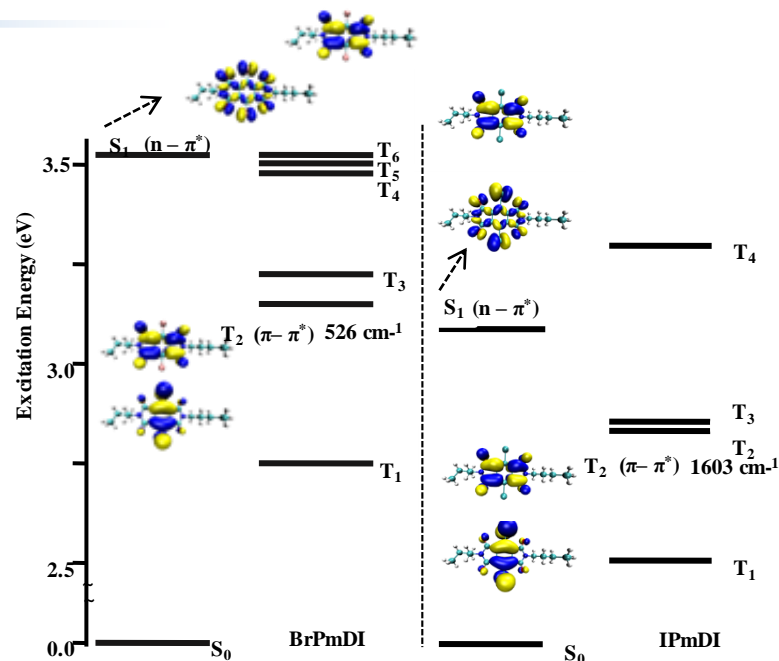 Excitation Energy (eV)
3.5
3.0
2.5
~
~
0.0
S₁ (n – π*)
T₆
T₅
T₄
T₃
T₂ (π– π*) 526 cm-¹
T₁
S₀
BrPmDI
T₄
S₁ (n – π*)
T₃
T₂
T₂ (π– π*) 1603 cm-¹
T₁
S₀
IPmDI